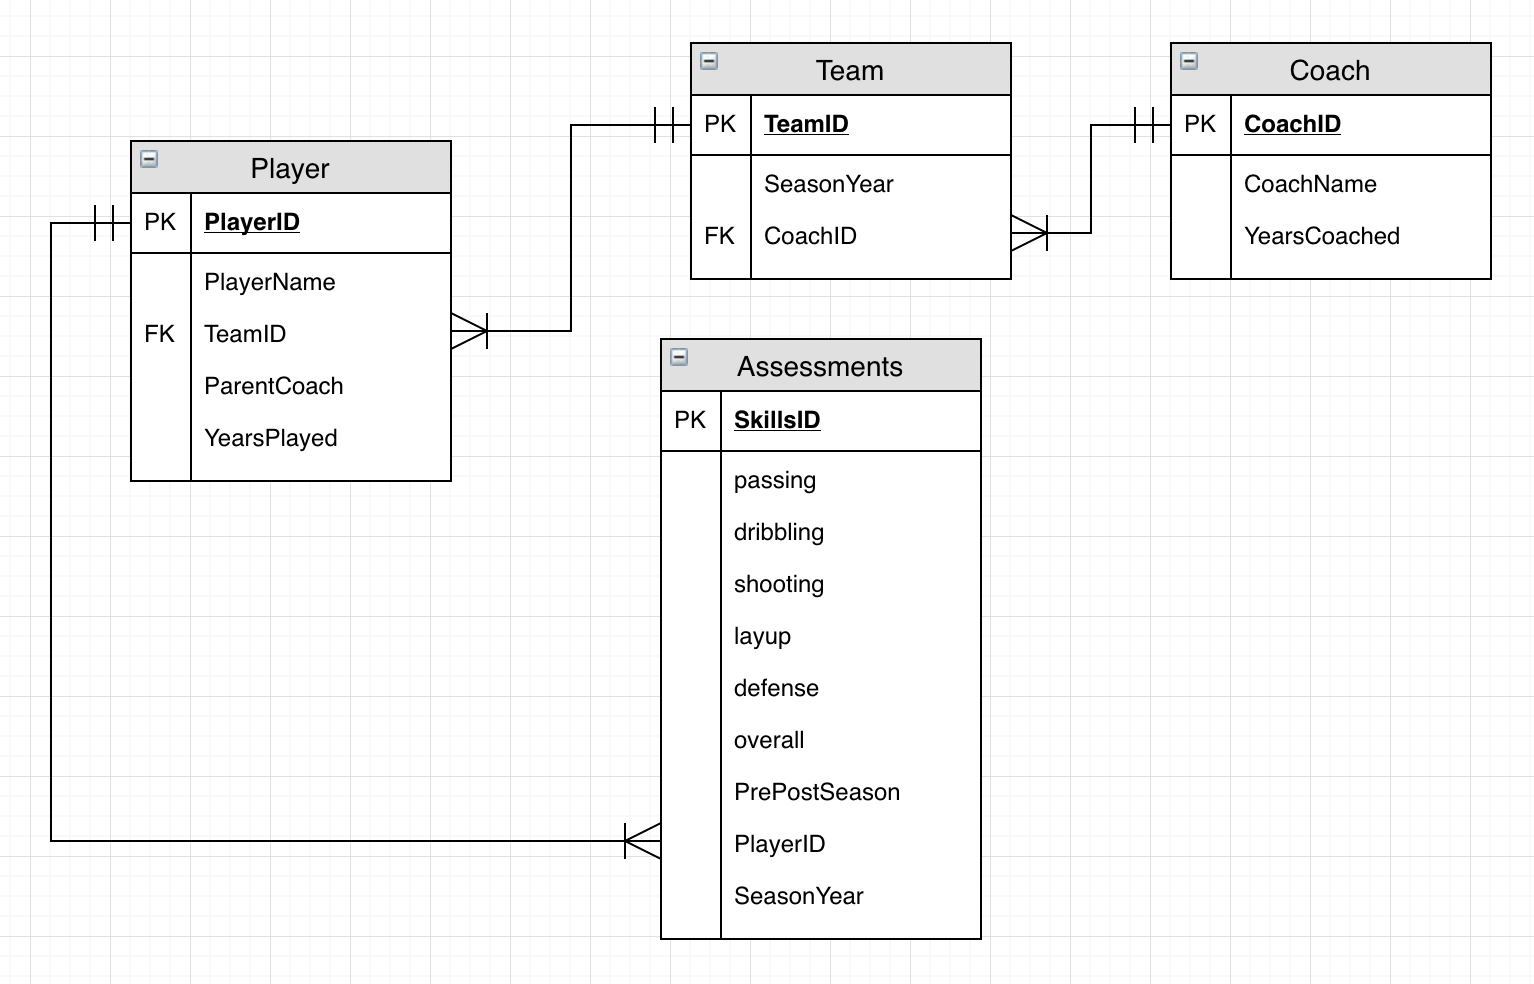 Player
PK PlayerID
PlayerName
FK TeamID
ParentCoach
YearsPlayed
Team
PK TeamID
SeasonYear
FK CoachID
Coach
PK CoachID
CoachName
YearsCoached
Assessments
PK SkillsID
passing
dribbling
shooting
layup
defense
overall
PrePostSeason
PlayerID
SeasonYear